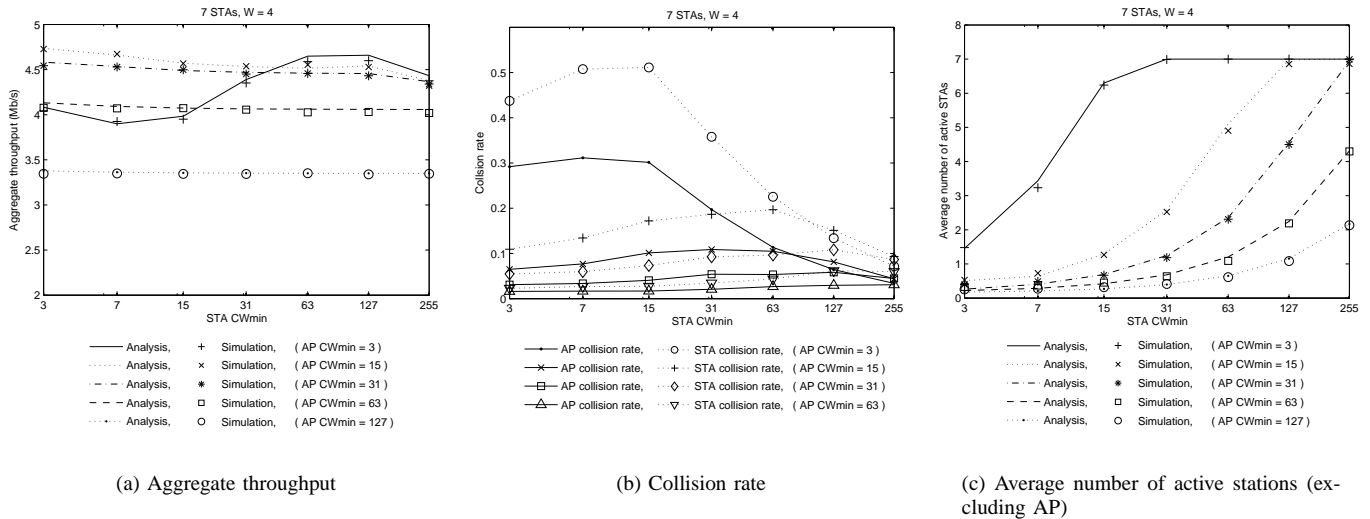 7 STAs, W = 4
5
4.5
4
3.5
3
2.5
2
Aggregate throughput (Mb/s)
3 7 15 31 63 127 255
STA CWmin
Analysis, Simulation, ( AP CWmin = 3 )
Analysis, Simulation, ( AP CWmin = 15 )
Analysis, Simulation, ( AP CWmin = 31 )
Analysis, Simulation, ( AP CWmin = 63 )
Analysis, Simulation, ( AP CWmin = 127 )
(a) Aggregate throughput
7 STAs, W = 4
0.5
0.4
0.3
0.2
0.1
0
Collsion rate
3 7 15 31 63 127 255
STA CWmin
AP collision rate, STA collsion rate, ( AP CWmin = 3 )
AP collision rate, STA collsion rate, ( AP CWmin = 15 )
AP collision rate, STA collsion rate, ( AP CWmin = 31 )
AP collision rate, STA collsion rate, ( AP CWmin = 63 )
(b) Collision rate
7 STAs, W = 4
8
7
6
5
4
3
2
1
0
Average number of active STAs
3 7 15 31 63 127 255
STA CWmin
Analysis, Simulation, ( AP CWmin = 3 )
Analysis, Simulation, ( AP CWmin = 15 )
Analysis, Simulation, ( AP CWmin = 31 )
Analysis, Simulation, ( AP CWmin = 63 )
Analysis, Simulation, ( AP CWmin = 127 )
(c) Average number of active stations (ex-
cluding AP)